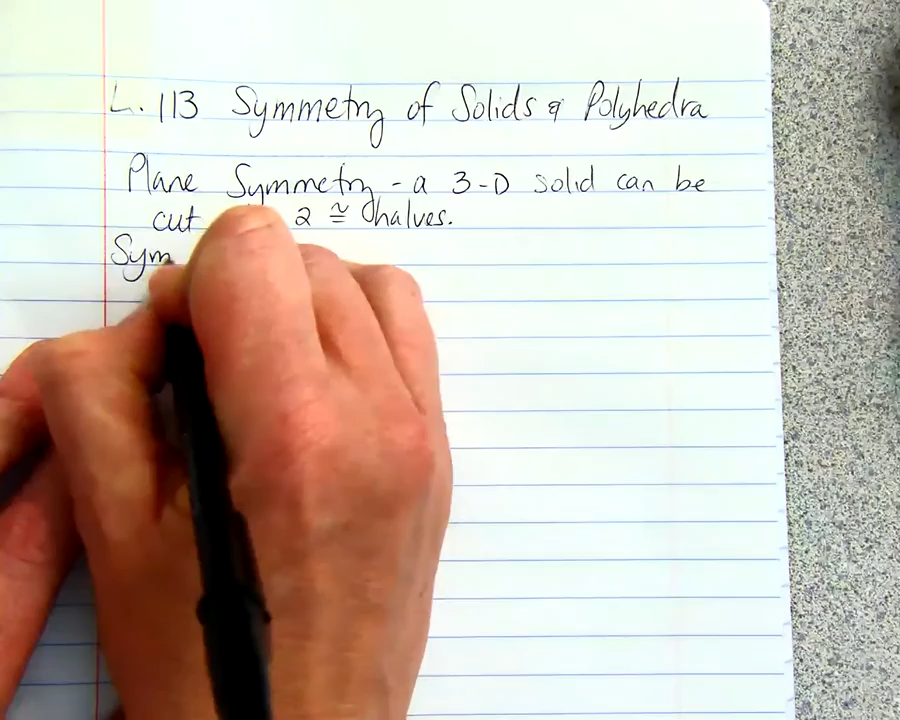 L. 113 Symmetry of Solids & Polyhedra
Plane Symmetry - a 3-D solid can be
cut 2 ≅ halves.
Sym